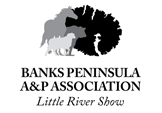 BANKS PENINSULA
A&P ASSOCIATION
Little River Show